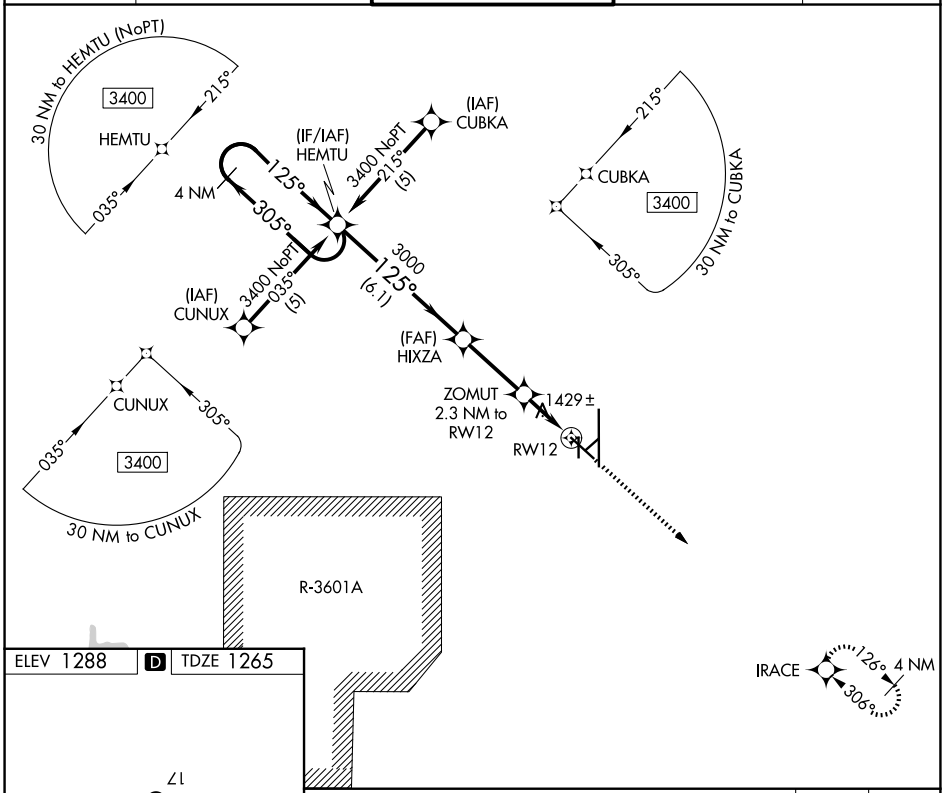 30 NM to HEMTU (NoPT)
3400
215°
HEMTU
035°
(IF/IAF)
HEMTU
(IAF)
CUBKA
3400 NoPT
215°
(5)
125°
4 NM
305°
3400 NoPT
035°
(5)
(IAF)
CUNUX
3000
125°
(6.1)
215°
CUBKA
3400
305°
30 NM to CUBKA
(FAF)
HIXZA
ZOMUT
2.3 NM to
RW12
1429 ±
RW12
CUNUX
305°
035°
3400
30 NM to CUNUX
R-3601A
IRACE
126°
4 NM
306°
ELEV 1288
D
TDZE 1265
17